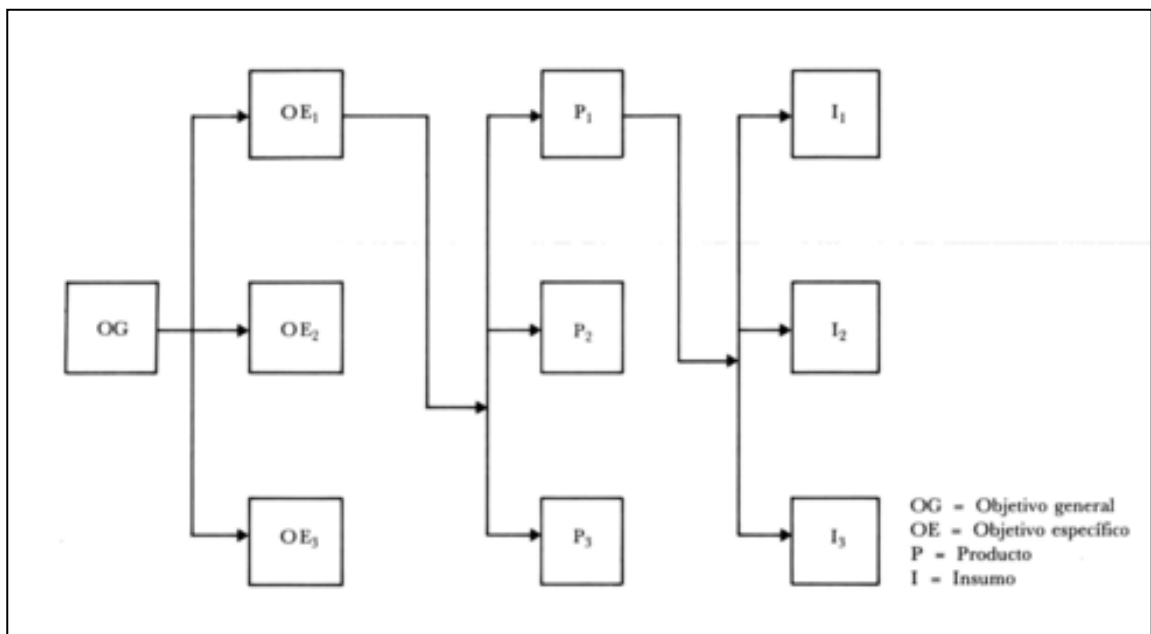 OE₁
P₁
I₁
OG
OE₂
P₂
I₂
OE₃
P₃
I₃
OG = Objetivo general
OE = Objetivo específico
P = Producto
I = Insumo